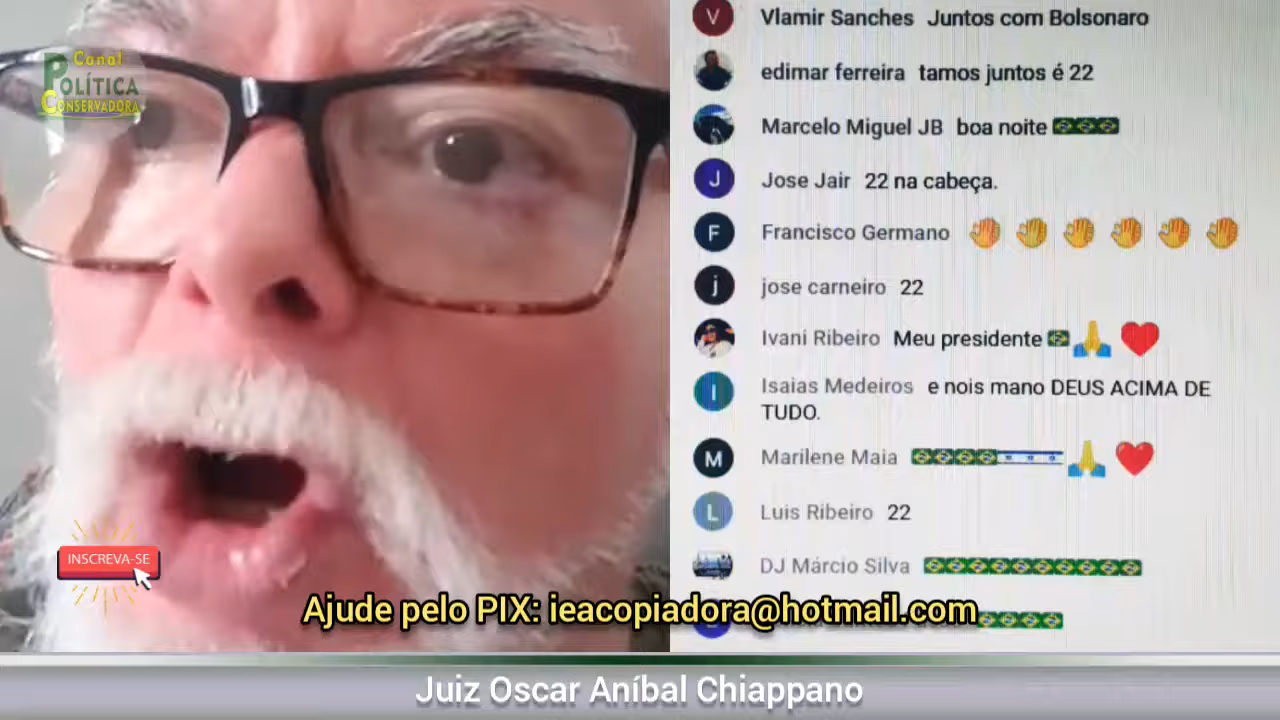 Canal
POLÍTICA
CONSERVADORA
INSCREVA-SE
V Vlamir Sanches Juntos com Bolsonaro
edimar ferreira tamos juntos é 22
Marcelo Miguel JB boa noite 🇧🇷🇧🇷🇧🇷
J Jose Jair 22 na cabeça.
F Francisco Germano 👏👏👏👏👏👏
j jose carneiro 22
Ivani Ribeiro Meu presidente 🇧🇷🙏❤️
I Isaias Medeiros e nois mano DEUS ACIMA DE
TUDO.
M Marilene Maia 🇧🇷🇧🇷🇧🇷🇧🇷🇮🇱🇮🇱🇮🇱🙏❤️
L Luis Ribeiro 22
DJ Márcio Silva 🇧🇷🇧🇷🇧🇷🇧🇷🇧🇷🇧🇷🇧🇷🇧🇷🇧🇷🇧🇷
Ajude pelo PIX: ieacopiadora@hotmail.com
Juiz Oscar Aníbal Chiappano